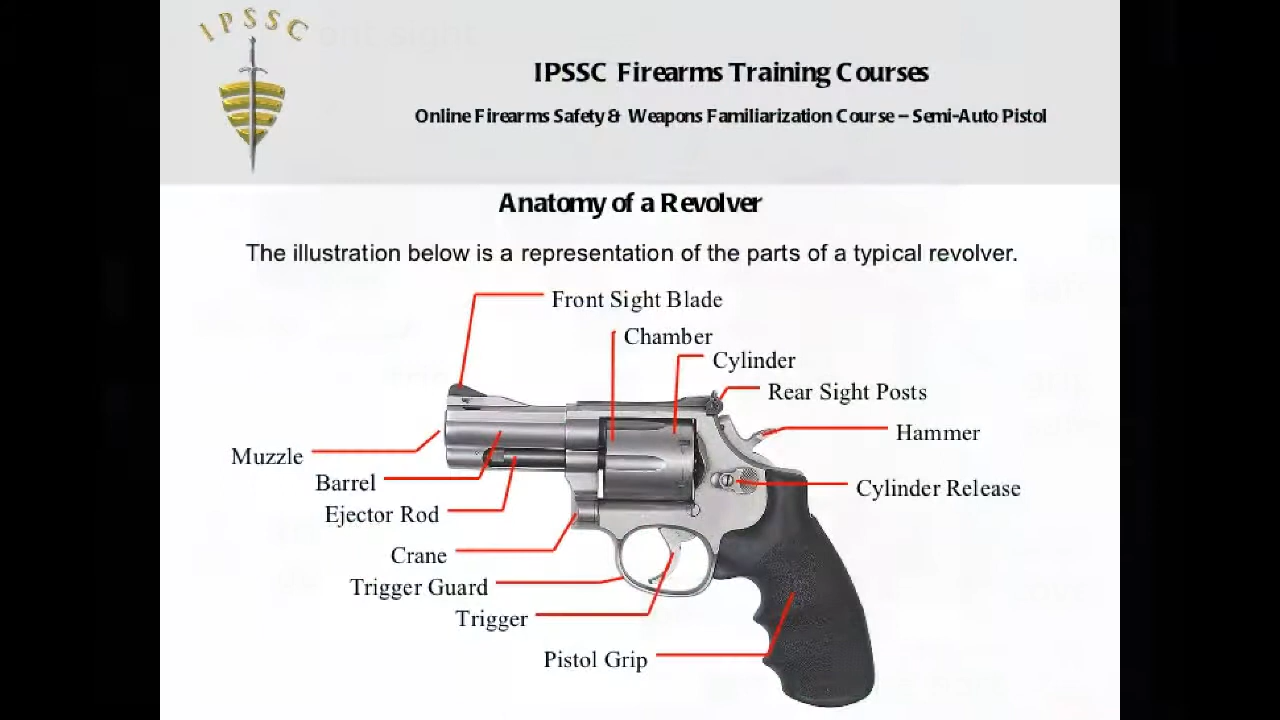 IPSSC
IPSSC Firearms Training Courses
Online Firearms Safety & Weapons Familiarization Course – Semi-Auto Pistol
Anatomy of a Revolver
The illustration below is a representation of the parts of a typical revolver.
Front Sight Blade
Chamber
Cylinder
Rear Sight Posts
Hammer
Muzzle
Barrel
Cylinder Release
Ejector Rod
Crane
Trigger Guard
Trigger
Pistol Grip